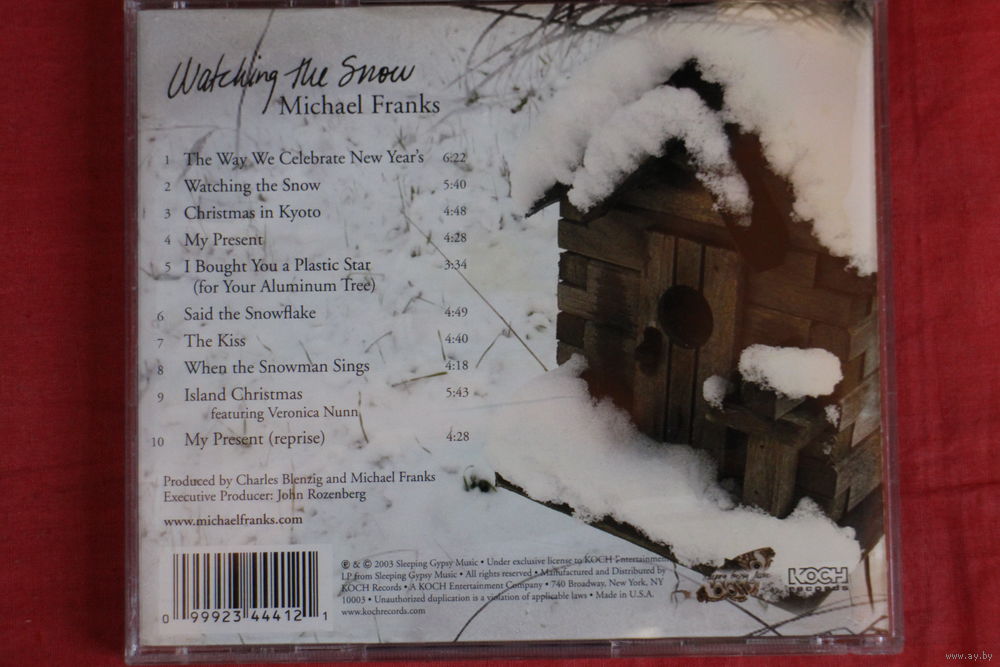 Watching the Snow
Michael Franks
1 The Way We Celebrate New Year's 6:22
2 Watching the Snow 5:40
3 Christmas in Kyoto 4:48
4 My Present 4:28
5 I Bought You a Plastic Star 3:34
(for Your Aluminum Tree)
6 Said the Snowflake 4:49
7 The Kiss 4:40
8 When the Snowman Sings 4:18
9 Island Christmas 5:43
featuring Veronica Nunn
10 My Present (reprise) 4:28
Produced by Charles Blenzig and Michael Franks
Executive Producer: John Rozenberg
www.michaelfranks.com
0 99923 44412 1
℗ & © 2003 Sleeping Gypsy Music • Under exclusive license to KOCH Entertainment
LP from Sleeping Gypsy Music • All rights reserved • Manufactured and Distributed by
KOCH Records • A KOCH Entertainment Company • 740 Broadway, New York, NY
10003 • Unauthorized duplication is a violation of applicable laws • Made in U.S.A.
www.kochrecords.com
KOCH
records
www.ay.by